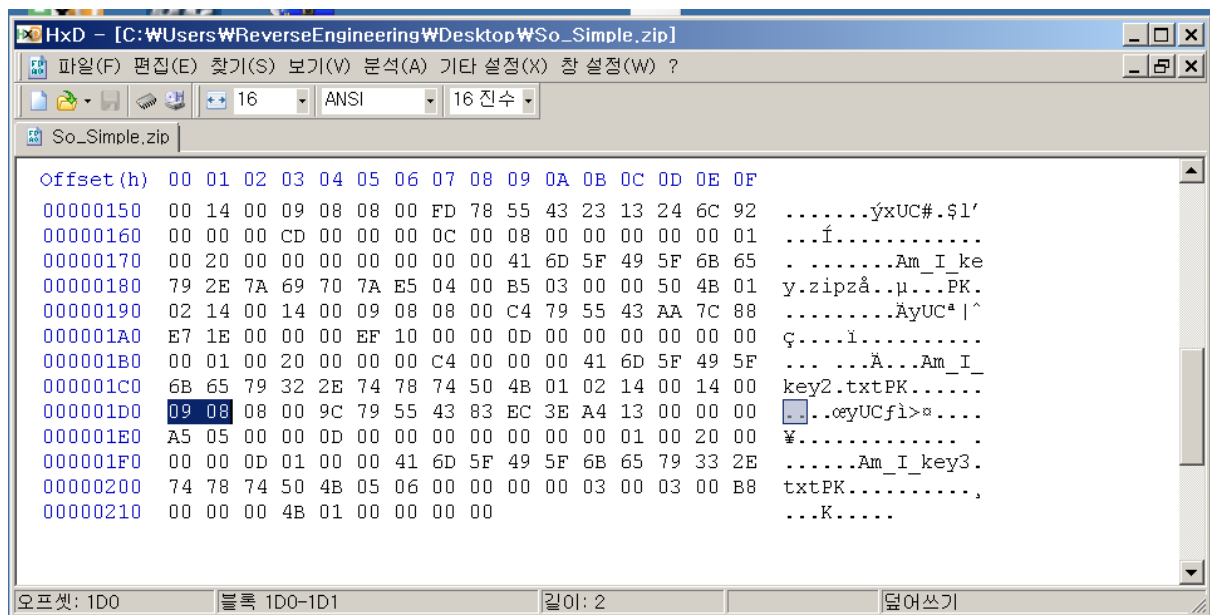 HxD - [C:₩Users₩ReverseEngineering₩Desktop₩So_Simple.zip]
파일(F) 편집(E) 찾기(S) 보기(V) 분석(A) 기타 설정(X) 창 설정(W) ?
16 ANSI 16 진수
So_Simple.zip
Offset(h) 00 01 02 03 04 05 06 07 08 09 0A 0B 0C 0D 0E 0F
00000150 00 14 00 09 08 08 00 FD 78 55 43 23 13 24 6C 92 .......ýxUC#.$l’
00000160 00 00 00 CD 00 00 00 0C 00 08 00 00 00 00 00 01 ...Í............
00000170 00 20 00 00 00 00 00 00 00 41 6D 5F 49 5F 6B 65 . .......Am_I_ke
00000180 79 2E 7A 69 70 7A E5 04 00 B5 03 00 00 50 4B 01 y.zipzå..µ...PK.
00000190 02 14 00 14 00 09 08 08 00 C4 79 55 43 AA 7C 88 .........ÄyUCª|ˆ
000001A0 E7 1E 00 00 00 EF 10 00 00 0D 00 00 00 00 00 00 ç....ï..........
000001B0 00 01 00 20 00 00 00 C4 00 00 00 41 6D 5F 49 5F ... ...Ä...Am_I_
000001C0 6B 65 79 32 2E 74 78 74 50 4B 01 02 14 00 14 00 key2.txtPK......
000001D0 09 08 08 00 9C 79 55 43 83 EC 3E A4 13 00 00 00 ....œyUCƒì>¤....
000001E0 A5 05 00 00 0D 00 00 00 00 00 00 00 01 00 20 00 ¥............. .
000001F0 00 00 0D 01 00 00 41 6D 5F 49 5F 6B 65 79 33 2E ......Am_I_key3.
00000200 74 78 74 50 4B 05 06 00 00 00 00 03 00 03 00 B8 txtPK..........¸
00000210 00 00 00 4B 01 00 00 00 00 ...K.....
오프셋: 1D0 블록 1D0-1D1 길이: 2 덮어쓰기